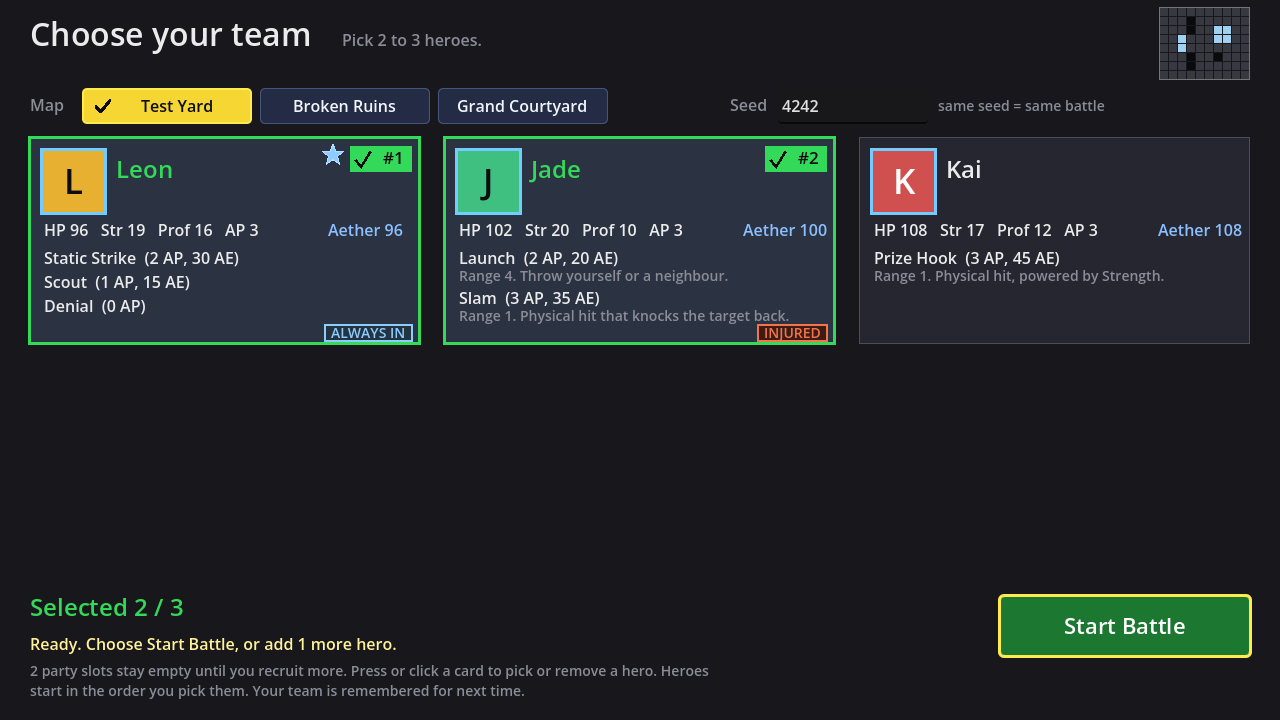 Choose your team
Pick 2 to 3 heroes.
Map
Test Yard
Broken Ruins
Grand Courtyard
Seed
4242
same seed = same battle
L
Leon
#1
HP 96 Str 19 Prof 16 AP 3
Aether 96
Static Strike (2 AP, 30 AE)
Scout (1 AP, 15 AE)
Denial (0 AP)
ALWAYS IN
J
Jade
#2
HP 102 Str 20 Prof 10 AP 3
Aether 100
Launch (2 AP, 20 AE)
Range 4. Throw yourself or a neighbour.
Slam (3 AP, 35 AE)
Range 1. Physical hit that knocks the target back.
INJURED
K
Kai
HP 108 Str 17 Prof 12 AP 3
Aether 108
Prize Hook (3 AP, 45 AE)
Range 1. Physical hit, powered by Strength.
Selected 2 / 3
Ready. Choose Start Battle, or add 1 more hero.
2 party slots stay empty until you recruit more. Press or click a card to pick or remove a hero. Heroes
start in the order you pick them. Your team is remembered for next time.
Start Battle